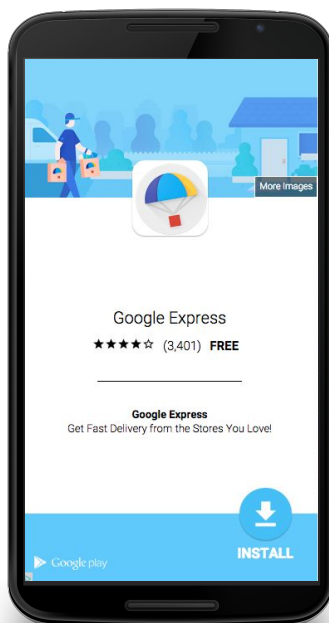 More Images
Google Express
(3,401) FREE
Google Express
Get Fast Delivery from the Stores You Love!
INSTALL
Google play